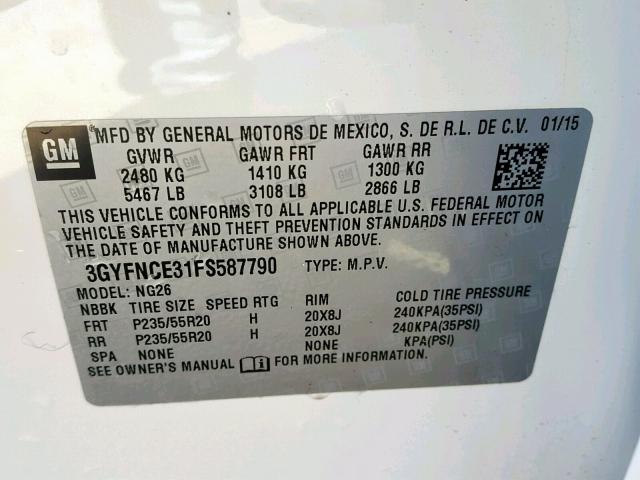 GM ®MFD BY GENERAL MOTORS DE MEXICO, S. DE R.L. DE C.V. 01/15
GVWR GAWR FRT GAWR RR
2480 KG 1410 KG 1300 KG
5467 LB 3108 LB 2866 LB
THIS VEHICLE CONFORMS TO ALL APPLICABLE U.S. FEDERAL MOTOR
VEHICLE SAFETY AND THEFT PREVENTION STANDARDS IN EFFECT ON
THE DATE OF MANUFACTURE SHOWN ABOVE.
3GYFNCE31FS587790 TYPE: M.P.V.
MODEL: NG26
NBBK TIRE SIZE SPEED RTG RIM COLD TIRE PRESSURE
FRT P235/55R20 H 20X8J 240KPA(35PSI)
RR P235/55R20 H 20X8J 240KPA(35PSI)
SPA NONE NONE KPA(PSI)
SEE OWNER'S MANUAL FOR MORE INFORMATION.